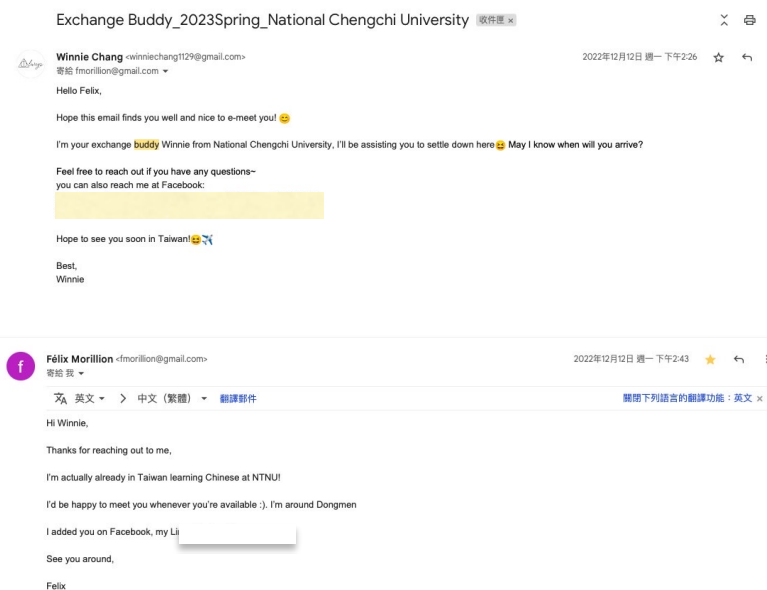 Exchange Buddy_2023Spring_National Chengchi University 收件匣 ×
Winnie Chang <winniechang1129@gmail.com> 2022年12月12日 週一 下午2:26
寄給 fmorillion@gmail.com
Hello Felix,
Hope this email finds you well and nice to e-meet you! 😊
I'm your exchange buddy Winnie from National Chengchi University, I'll be assisting you to settle down here😆 May I know when will you arrive?
Feel free to reach out if you have any questions~
you can also reach me at Facebook:
Hope to see you soon in Taiwan!😆✈️
Best,
Winnie
f
Félix Morillion <fmorillion@gmail.com> 2022年12月12日 週一 下午2:43
寄給 我
英文 > 中文（繁體） 翻譯郵件 關閉下列語言的翻譯功能：英文 ×
Hi Winnie,
Thanks for reaching out to me,
I'm actually already in Taiwan learning Chinese at NTNU!
I'd be happy to meet you whenever you're available :). I'm around Dongmen
I added you on Facebook, my
See you around,
Felix